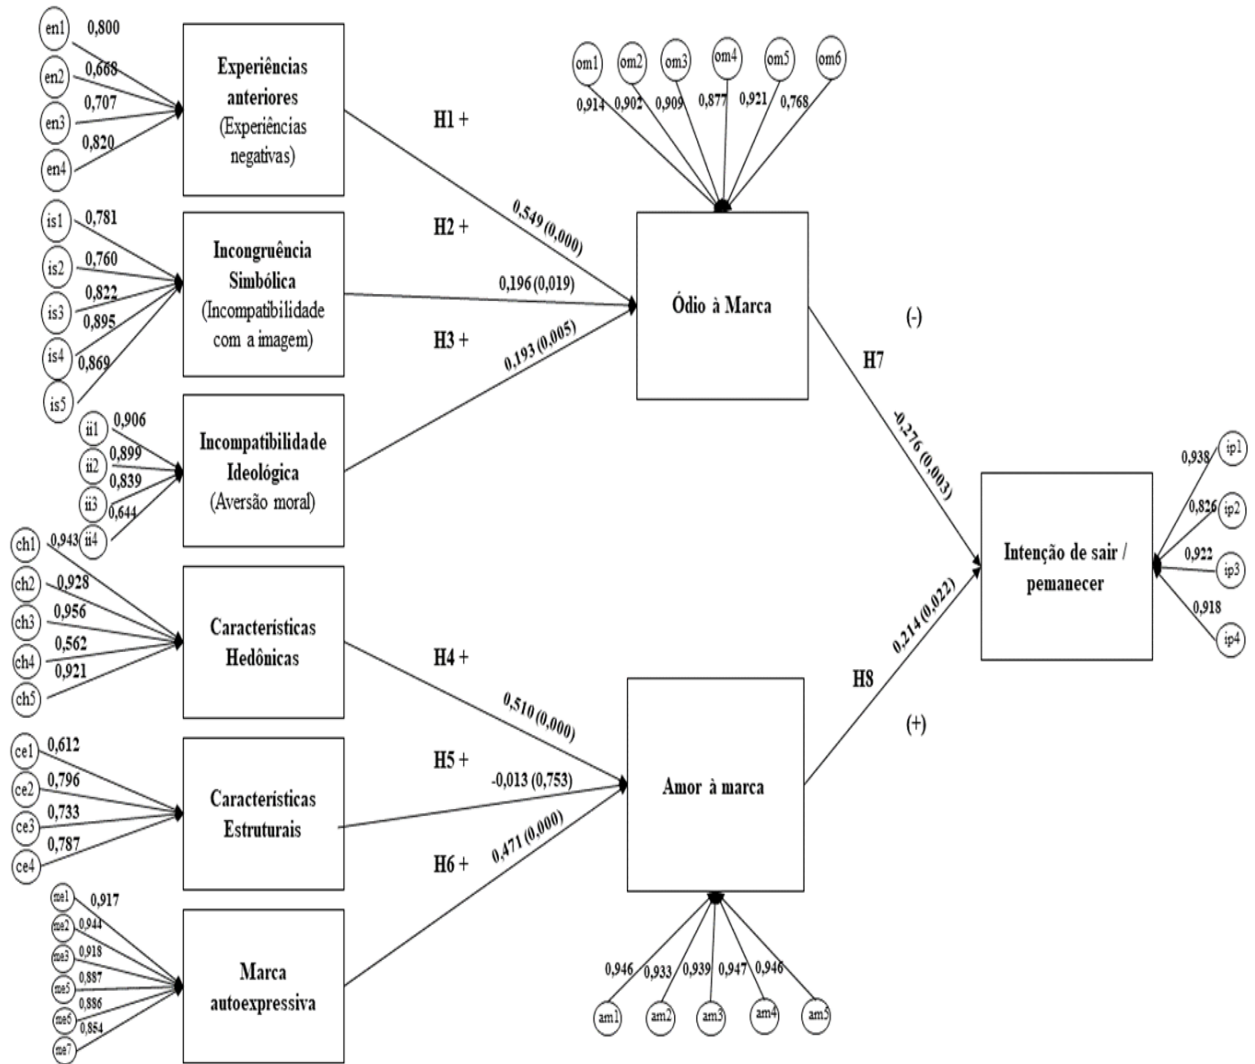 en1
0,800
en2
0,668
en3
0,707
en4
0,820
Experiências
anteriores
(Experiências
negativas)
is1
0,781
is2
0,760
is3
0,822
is4
0,895
is5
0,869
Incongruência
Simbólica
(Incompatibilidade
com a imagem)
ii1
0,906
ii2
0,899
ii3
0,839
ii4
0,644
Incompatibilidade
Ideológica
(Aversão moral)
ch1
0,943
ch2
0,928
ch3
0,956
ch4
0,562
ch5
0,921
Características
Hedônicas
ce1
0,612
ce2
0,796
ce3
0,733
ce4
0,787
Características
Estruturais
me1
0,917
me2
0,944
me3
0,918
me5
0,887
me6
0,886
me7
0,854
Marca
autoexpressiva
H1 +
0,549 (0,000)
H2 +
0,196 (0,019)
H3 +
0,193 (0,005)
H4 +
0,510 (0,000)
H5 +
-0,013 (0,753)
H6 +
0,471 (0,000)
om1 om2 om3 om4 om5 om6
0,914 0,902 0,909 0,877 0,921 0,768
Ódio à Marca
Amor à marca
0,946 0,933 0,939 0,947 0,946
am1 am2 am3 am4 am5
(-)
H7
-0,276 (0,003)
0,214 (0,022)
H8
(+)
Intenção de sair /
pemanecer
ip1
0,938
ip2
0,826
ip3
0,922
ip4
0,918